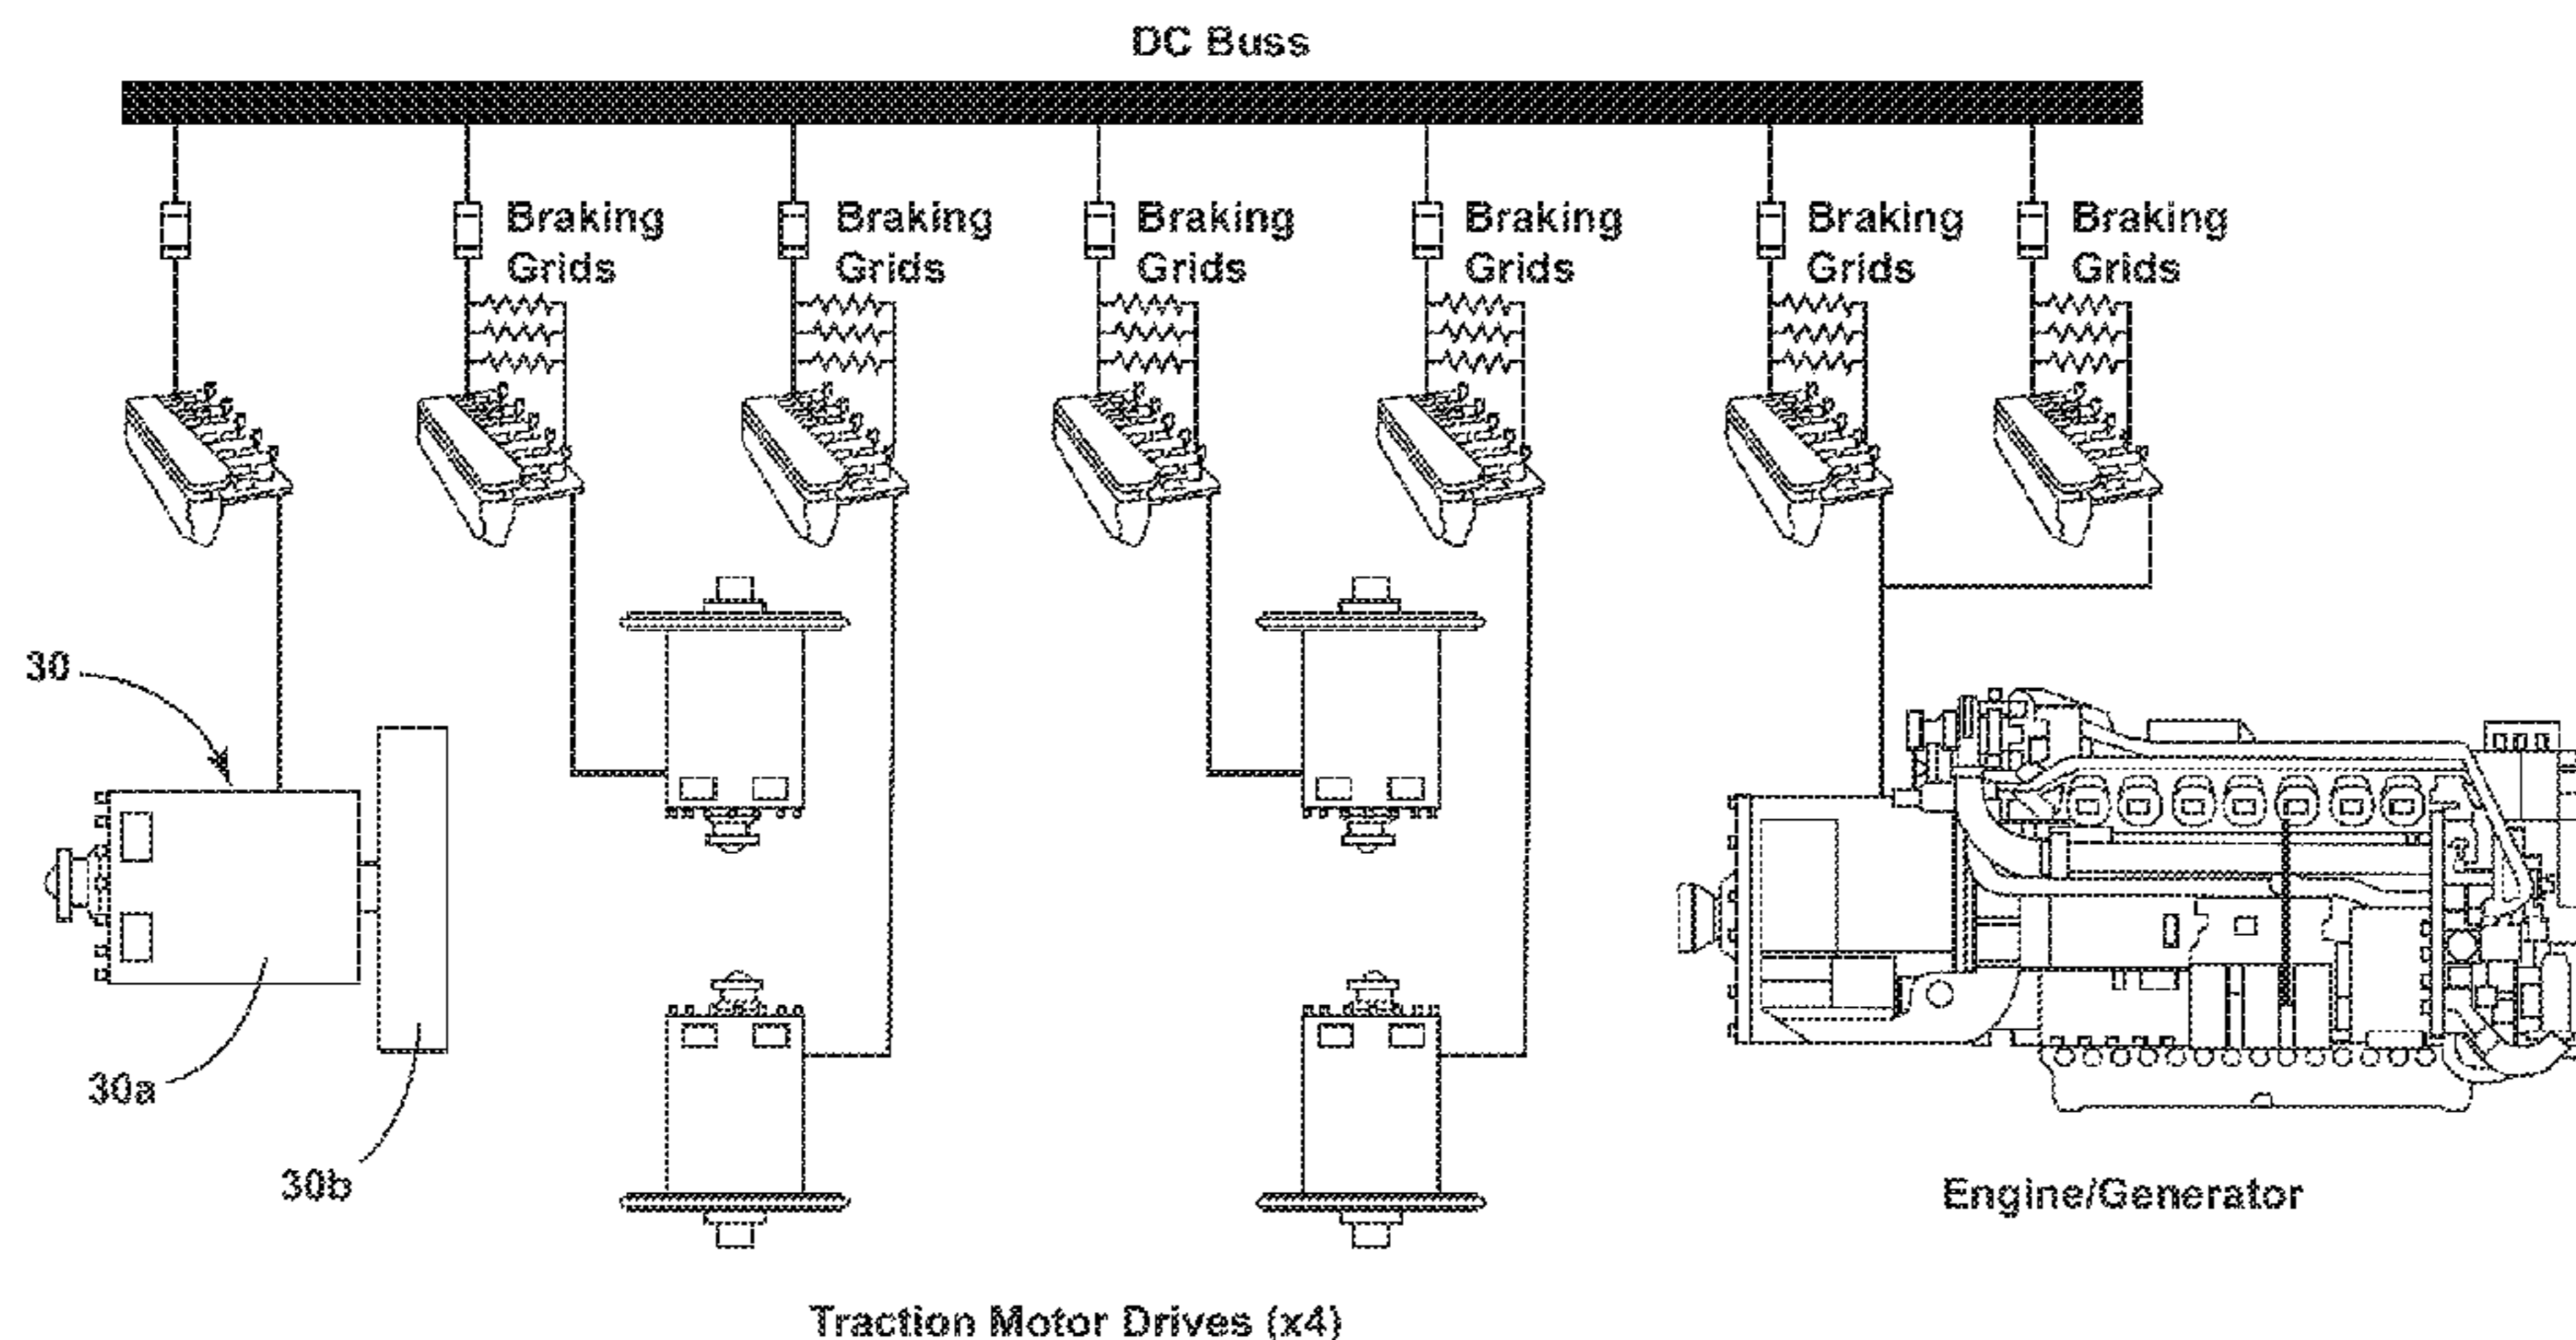 DC Buss
Braking
Grids
Braking
Grids
Braking
Grids
Braking
Grids
Braking
Grids
Braking
Grids
30
30a
30b
Engine/Generator
Traction Motor Drives (x4)